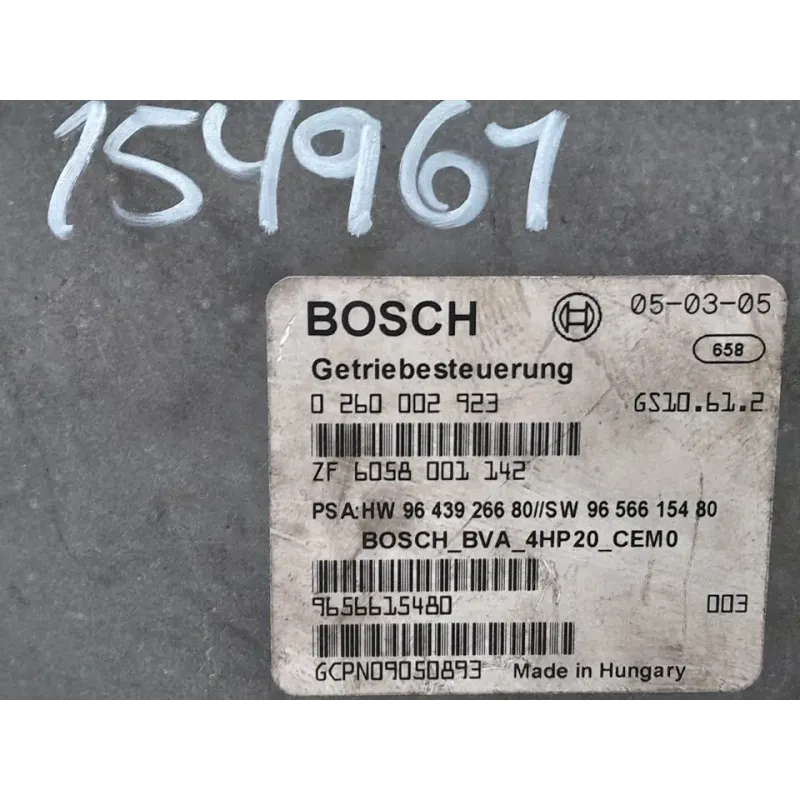 154961
BOSCH 05-03-05
658
Getriebesteuerung
0 260 002 923 GS10.61.2
ZF 6058 001 142
PSA:HW 96 439 266 80//SW 96 566 154 80
BOSCH_BVA_4HP20_CEM0
9656615480 003
GCPN09050893 Made in Hungary